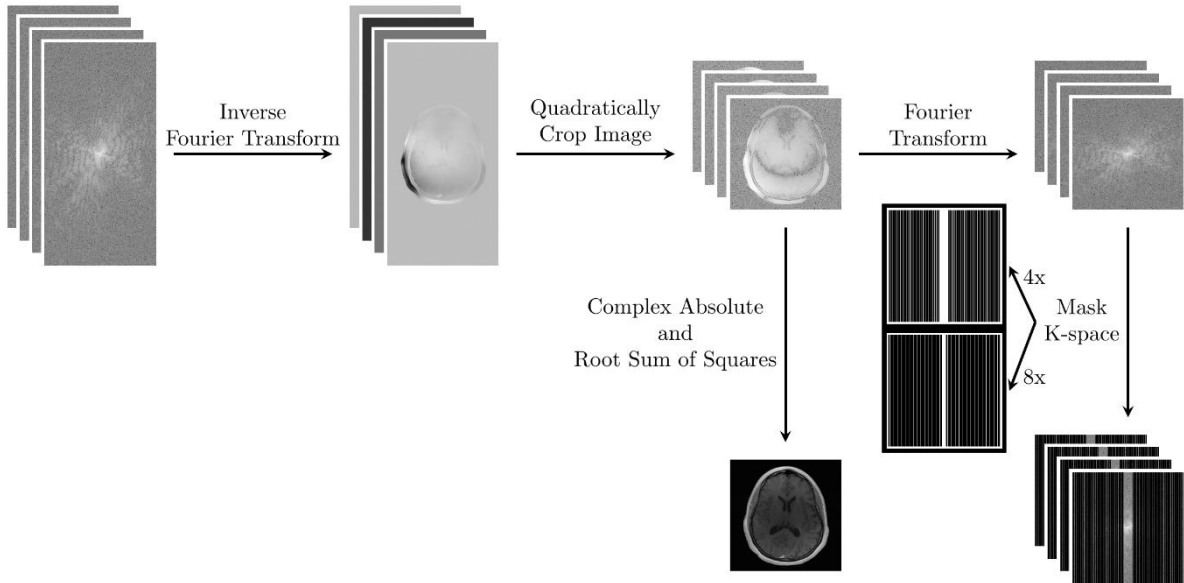 Inverse
Fourier Transform
Quadratically
Crop Image
Fourier
Transform
Complex Absolute
and
Root Sum of Squares
4x
8x
Mask
K-space